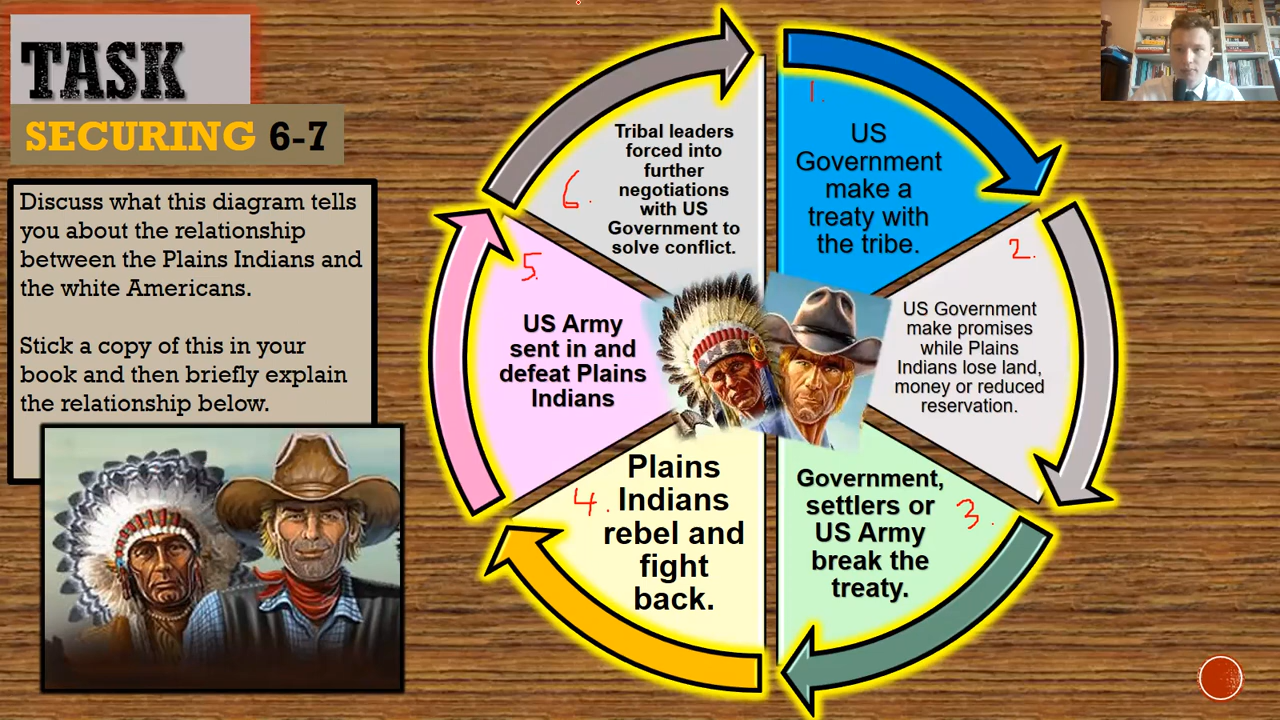 TASK
SECURING 6-7
Discuss what this diagram tells
you about the relationship
between the Plains Indians and
the white Americans.
Stick a copy of this in your
book and then briefly explain
the relationship below.
1.
US
Government
make a
treaty with
the tribe.
2.
US Government
make promises
while Plains
Indians lose land,
money or reduced
reservation.
3.
Government,
settlers or
US Army
break the
treaty.
4.
Plains
Indians
rebel and
fight
back.
5.
US Army
sent in and
defeat Plains
Indians
6.
Tribal leaders
forced into
further
negotiations
with US
Government to
solve conflict.